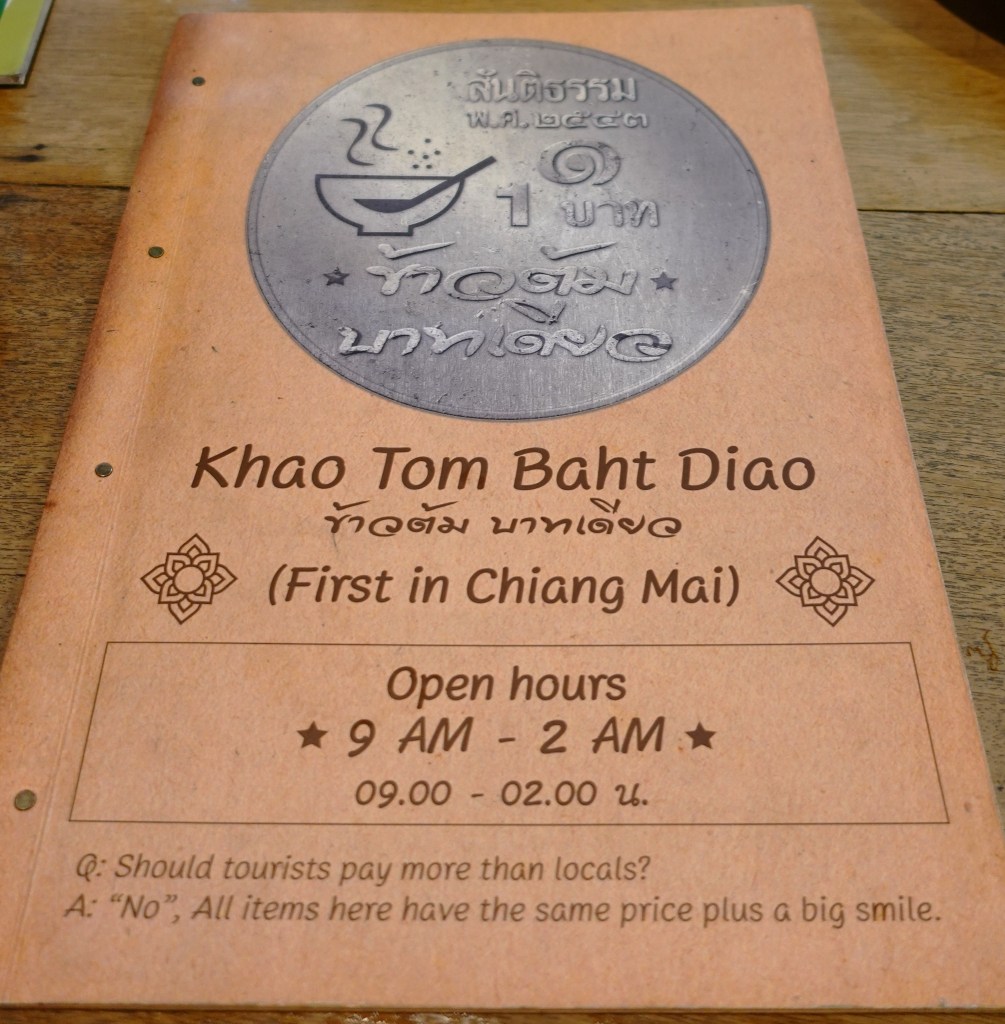 สันติธรรม
พ.ศ.๒๕๔๓
๑
1 บาท
ข้าวต้ม
บาทเดียว
Khao Tom Baht Diao
ข้าวต้ม บาทเดียว
(First in Chiang Mai)
Open hours
★ 9 AM - 2 AM ★
09.00 - 02.00 น.
Q: Should tourists pay more than locals?
A: “No”, All items here have the same price plus a big smile.